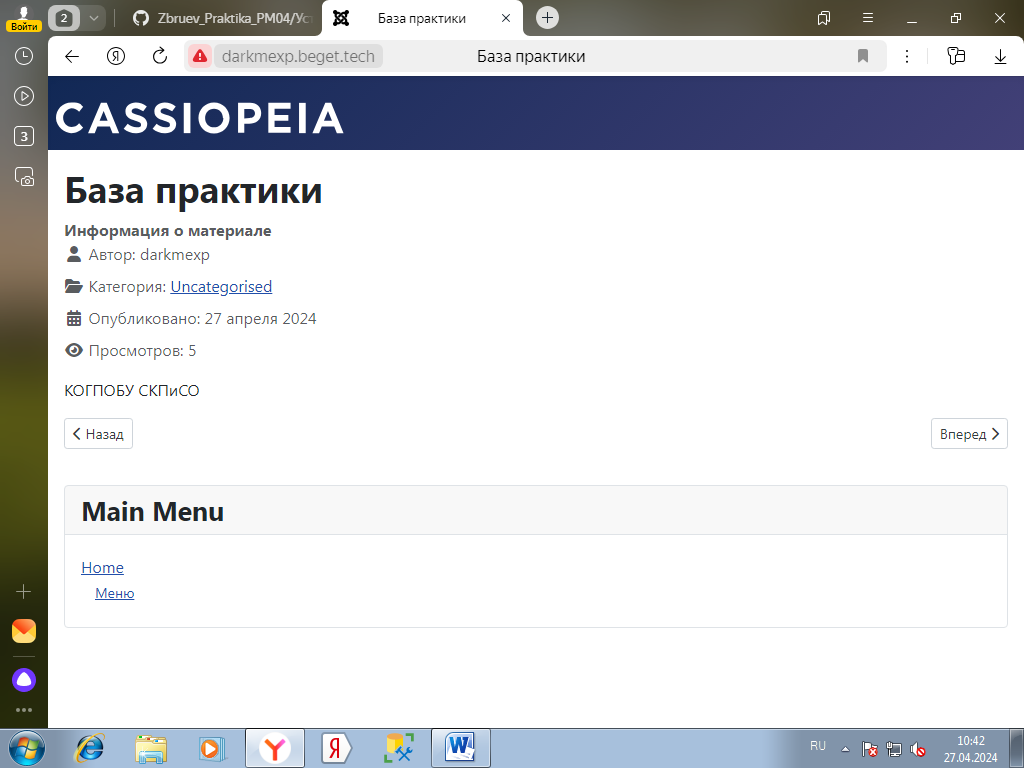 Войти
2
Zbruev_Praktika_PM04/Уст
База практики
darkmexp.beget.tech
База практики
3
CASSIOPEIA
База практики
Информация о материале
Автор: darkmexp
Категория: Uncategorised
Опубликовано: 27 апреля 2024
Просмотров: 5
КОГПОБУ СКПиСО
Назад
Вперед
Main Menu
Home
Меню
RU
10:42
27.04.2024